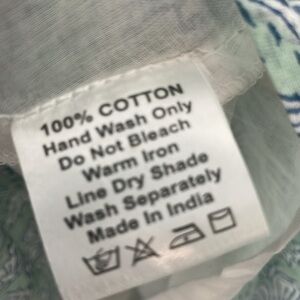 100% COTTON
Hand Wash Only
Do Not Bleach
Warm Iron
Line Dry Shade
Wash Separately
Made In India